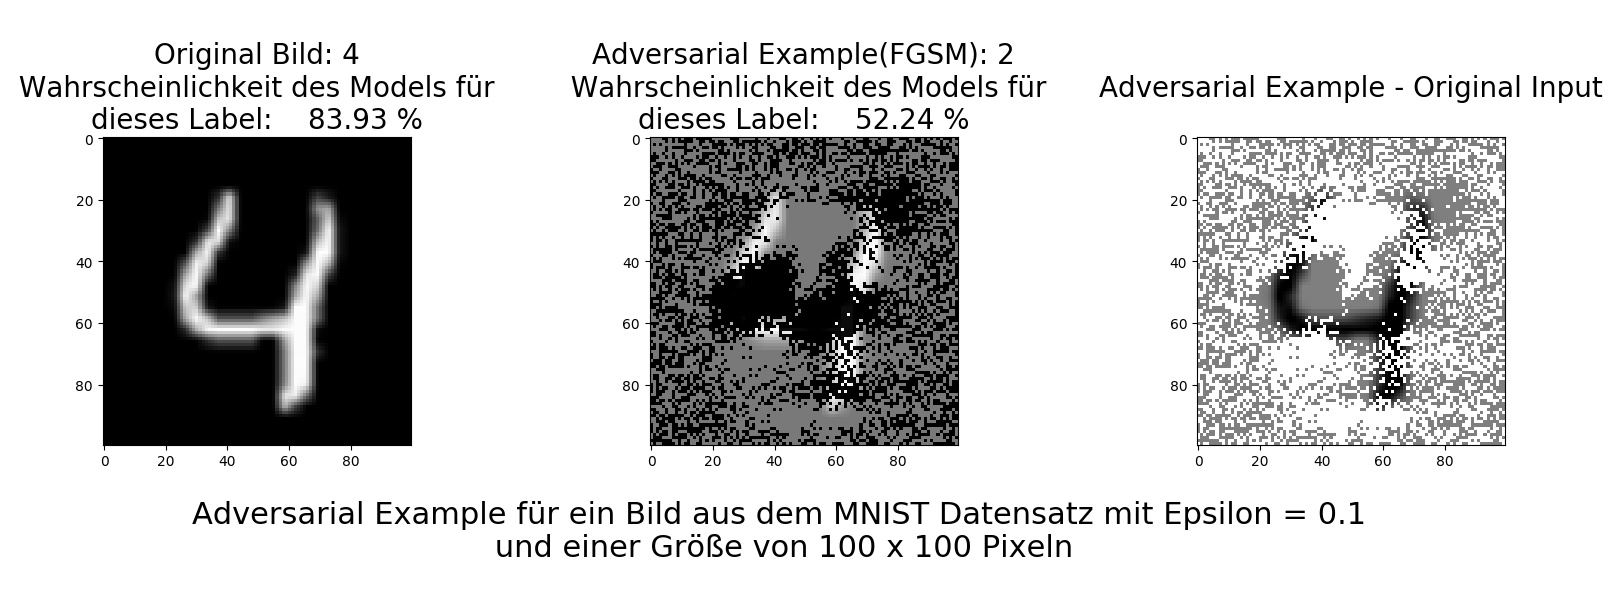 Original Bild: 4
Wahrscheinlichkeit des Models für
dieses Label: 83.93 %
0
20
40
60
80
0 20 40 60 80
Adversarial Example(FGSM): 2
Wahrscheinlichkeit des Models für
dieses Label: 52.24 %
0
20
40
60
80
0 20 40 60 80
Adversarial Example - Original Input
0
20
40
60
80
0 20 40 60 80
4
Adversarial Example für ein Bild aus dem MNIST Datensatz mit Epsilon = 0.1
und einer Größe von 100 x 100 Pixeln